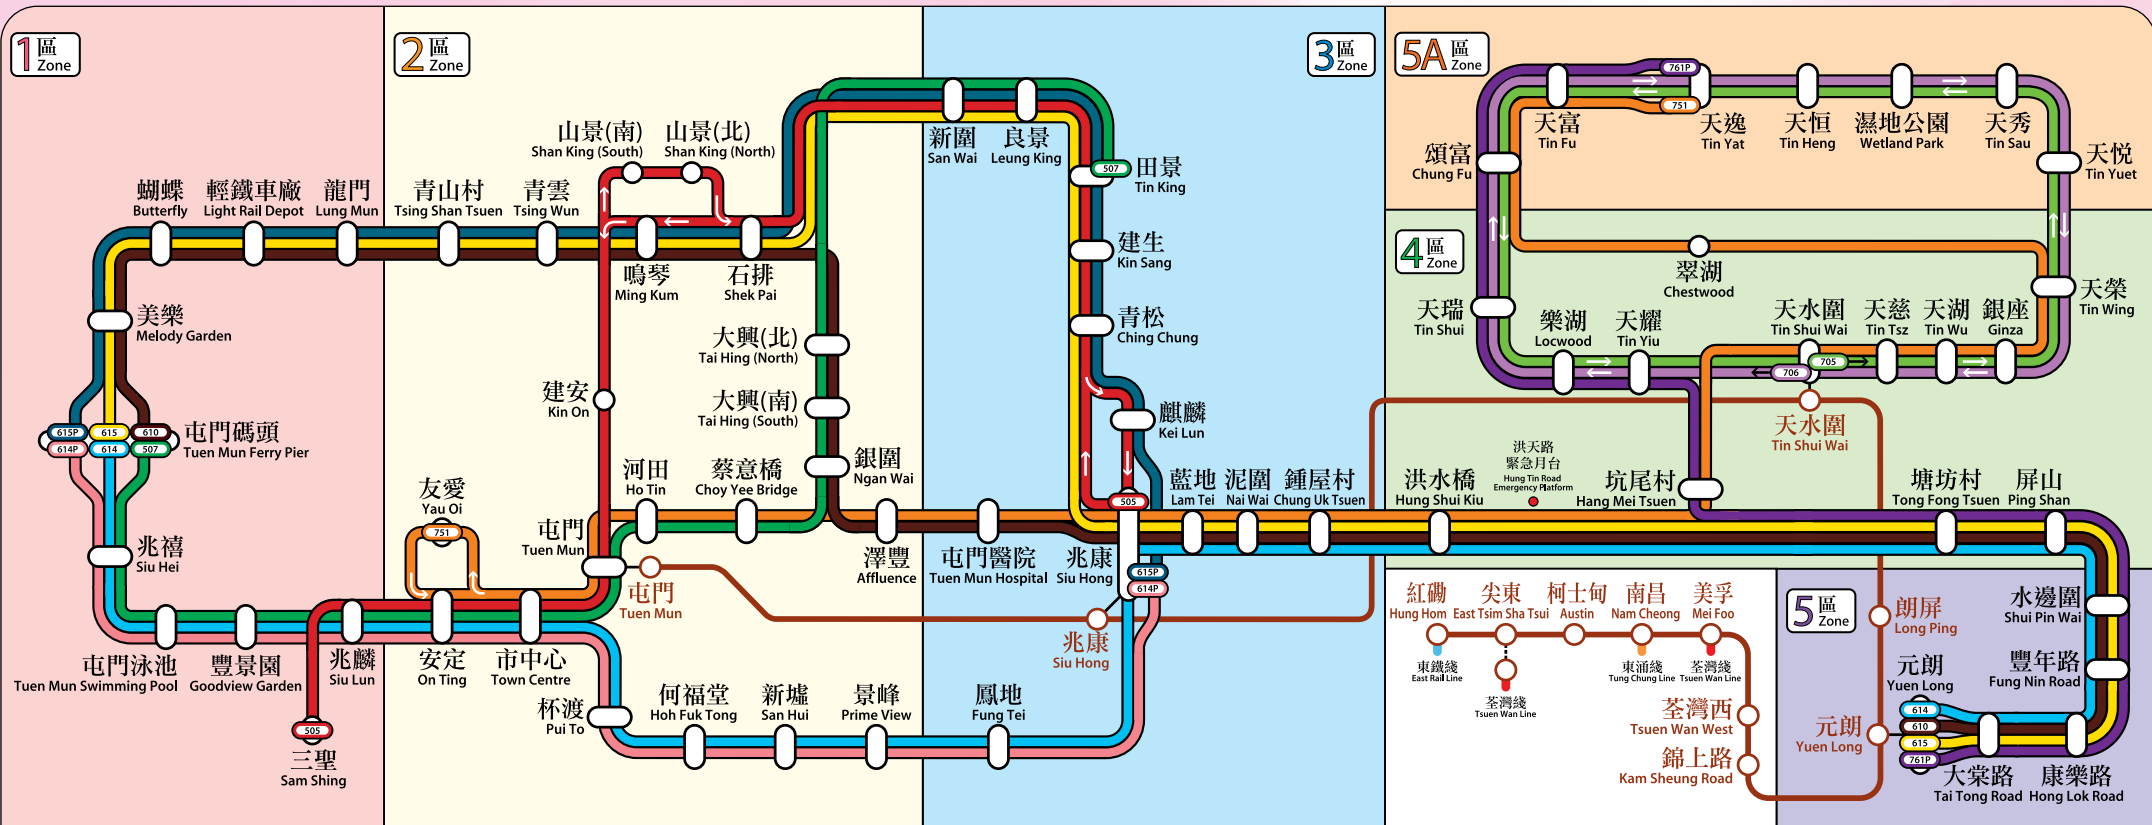 1 區
Zone
2 區
Zone
3 區
Zone
5A 區
Zone
4 區
Zone
5 區
Zone
蝴蝶
Butterfly
輕鐵車廠
Light Rail Depot
龍門
Lung Mun
青山村
Tsing Shan Tsuen
青雲
Tsing Wun
山景(南)
Shan King (South)
山景(北)
Shan King (North)
鳴琴
Ming Kum
石排
Shek Pai
新圍
San Wai
良景
Leung King
507
田景
Tin King
建生
Kin Sang
青松
Ching Chung
麒麟
Kei Lun
美樂
Melody Garden
615P
615
610
614P
614
507
屯門碼頭
Tuen Mun Ferry Pier
兆禧
Siu Hei
屯門泳池
Tuen Mun Swimming Pool
豐景園
Goodview Garden
兆麟
Siu Lun
505
三聖
Sam Shing
安定
On Ting
市中心
Town Centre
友愛
Yau Oi
751
屯門
Tuen Mun
屯門
Tuen Mun
建安
Kin On
大興(北)
Tai Hing (North)
大興(南)
Tai Hing (South)
銀圍
Ngan Wai
河田
Ho Tin
蔡意橋
Choy Yee Bridge
澤豐
Affluence
屯門醫院
Tuen Mun Hospital
兆康
Siu Hong
505
615P
614P
兆康
Siu Hong
杯渡
Pui To
何福堂
Hoh Fuk Tong
新墟
San Hui
景峰
Prime View
鳳地
Fung Tei
藍地
Lam Tei
泥圍
Nai Wai
鍾屋村
Chung Uk Tsuen
洪水橋
Hung Shui Kiu
洪天路
緊急月台
Hung Tin Road
Emergency Platform
坑尾村
Hang Mei Tsuen
塘坊村
Tong Fong Tsuen
屏山
Ping Shan
761P
751
天富
Tin Fu
天逸
Tin Yat
天恒
Tin Heng
濕地公園
Wetland Park
天秀
Tin Sau
頌富
Chung Fu
天悦
Tin Yuet
翠湖
Chestwood
天瑞
Tin Shui
樂湖
Locwood
天耀
Tin Yiu
天水圍
Tin Shui Wai
天慈
Tin Tsz
天湖
Tin Wu
銀座
Ginza
天榮
Tin Wing
705
706
天水圍
Tin Shui Wai
紅磡
Hung Hom
尖東
East Tsim Sha Tsui
柯士甸
Austin
南昌
Nam Cheong
美孚
Mei Foo
東鐵綫
East Rail Line
荃灣綫
Tsuen Wan Line
東涌綫
Tung Chung Line
荃灣綫
Tsuen Wan Line
荃灣西
Tsuen Wan West
錦上路
Kam Sheung Road
朗屏
Long Ping
元朗
Yuen Long
元朗
Yuen Long
614
610
615
761P
水邊圍
Shui Pin Wai
豐年路
Fung Nin Road
大棠路
Tai Tong Road
康樂路
Hong Lok Road